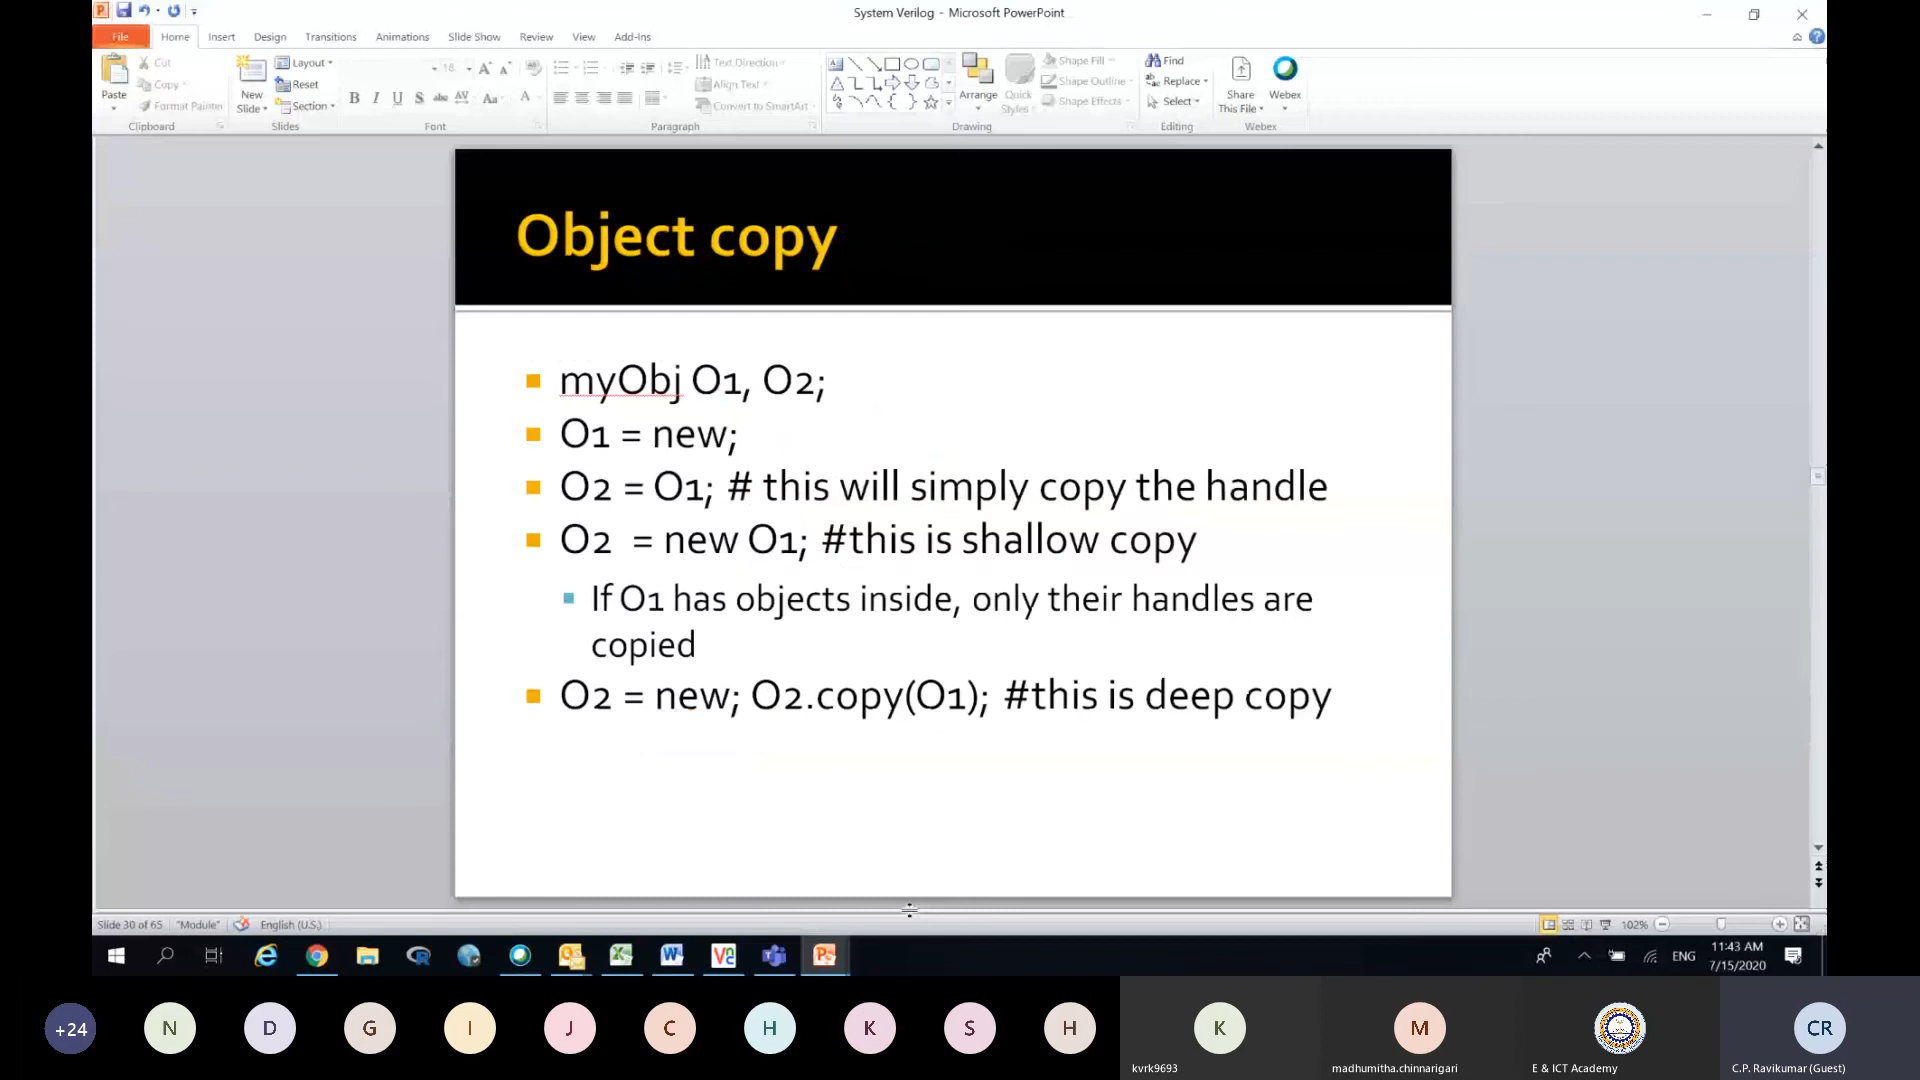 System Verilog - Microsoft PowerPoint
File Home Insert Design Transitions Animations Slide Show Review View Add-Ins
Paste
Cut
Copy
Format Painter
Clipboard
New Slide
Layout
Reset
Section
Slides
18
Font
Text Direction
Align Text
Convert to SmartArt
Paragraph
Arrange
Quick Styles
Shape Fill
Shape Outline
Shape Effects
Drawing
Find
Replace
Select
Editing
Share This File
Webex
Webex
Object copy
myObj O1, O2;
O1 = new;
O2 = O1; # this will simply copy the handle
O2 = new O1; #this is shallow copy
If O1 has objects inside, only their handles are
copied
O2 = new; O2.copy(O1); #this is deep copy
Slide 30 of 65 "Module" English (U.S.) 102%
ENG
11:43 AM
7/15/2020
+24 N D G I J C H K S H K M CR
kvrk9693 madhumitha.chinnarigari E & ICT Academy C.P. Ravikumar (Guest)